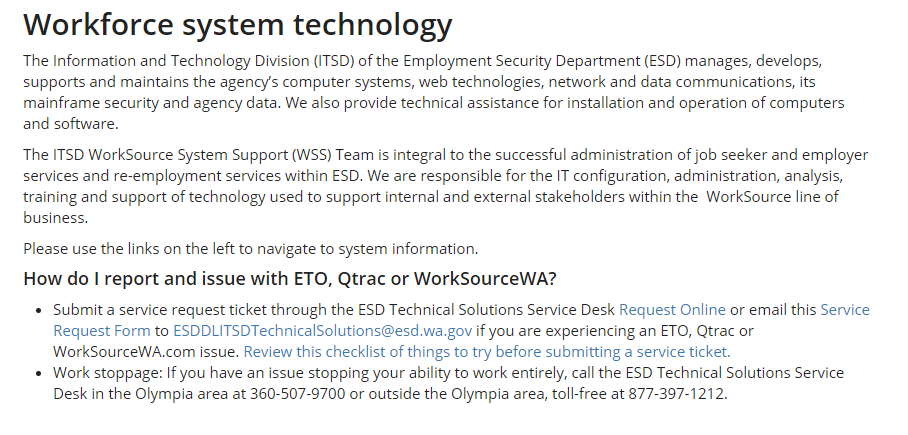 Workforce system technology
The Information and Technology Division (ITSD) of the Employment Security Department (ESD) manages, develops,
supports and maintains the agency’s computer systems, web technologies, network and data communications, its
mainframe security and agency data. We also provide technical assistance for installation and operation of computers
and software.
The ITSD WorkSource System Support (WSS) Team is integral to the successful administration of job seeker and employer
services and re-employment services within ESD. We are responsible for the IT configuration, administration, analysis,
training and support of technology used to support internal and external stakeholders within the  WorkSource line of
business.
Please use the links on the left to navigate to system information.
How do I report and issue with ETO, Qtrac or WorkSourceWA?
• Submit a service request ticket through the ESD Technical Solutions Service Desk Request Online or email this Service
Request Form to ESDDLITSDTechnicalSolutions@esd.wa.gov if you are experiencing an ETO, Qtrac or
WorkSourceWA.com issue. Review this checklist of things to try before submitting a service ticket.
• Work stoppage: If you have an issue stopping your ability to work entirely, call the ESD Technical Solutions Service
Desk in the Olympia area at 360-507-9700 or outside the Olympia area, toll-free at 877-397-1212.